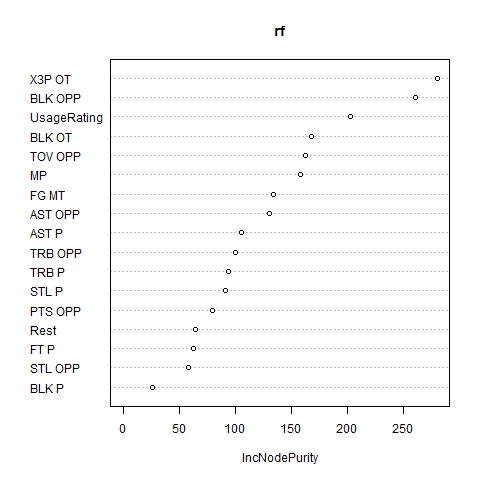 rf
X3P OT
BLK OPP
UsageRating
BLK OT
TOV OPP
MP
FG MT
AST OPP
AST P
TRB OPP
TRB P
STL P
PTS OPP
Rest
FT P
STL OPP
BLK P
0 50 100 150 200 250
IncNodePurity